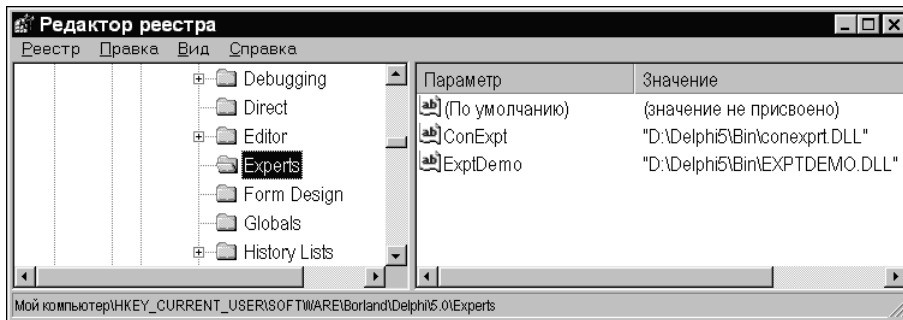 Редактор реестра
Реестр Правка Вид Справка
Debugging
Direct
Editor
Experts
Form Design
Globals
History Lists
Параметр Значение
(По умолчанию) (значение не присвоено)
ConExpt "D:\Delphi5\Bin\conexprt.DLL"
ExptDemo "D:\Delphi5\Bin\EXPTDEMO.DLL"
Мой компьютер\HKEY_CURRENT_USER\SOFTWARE\Borland\Delphi\5.0\Experts